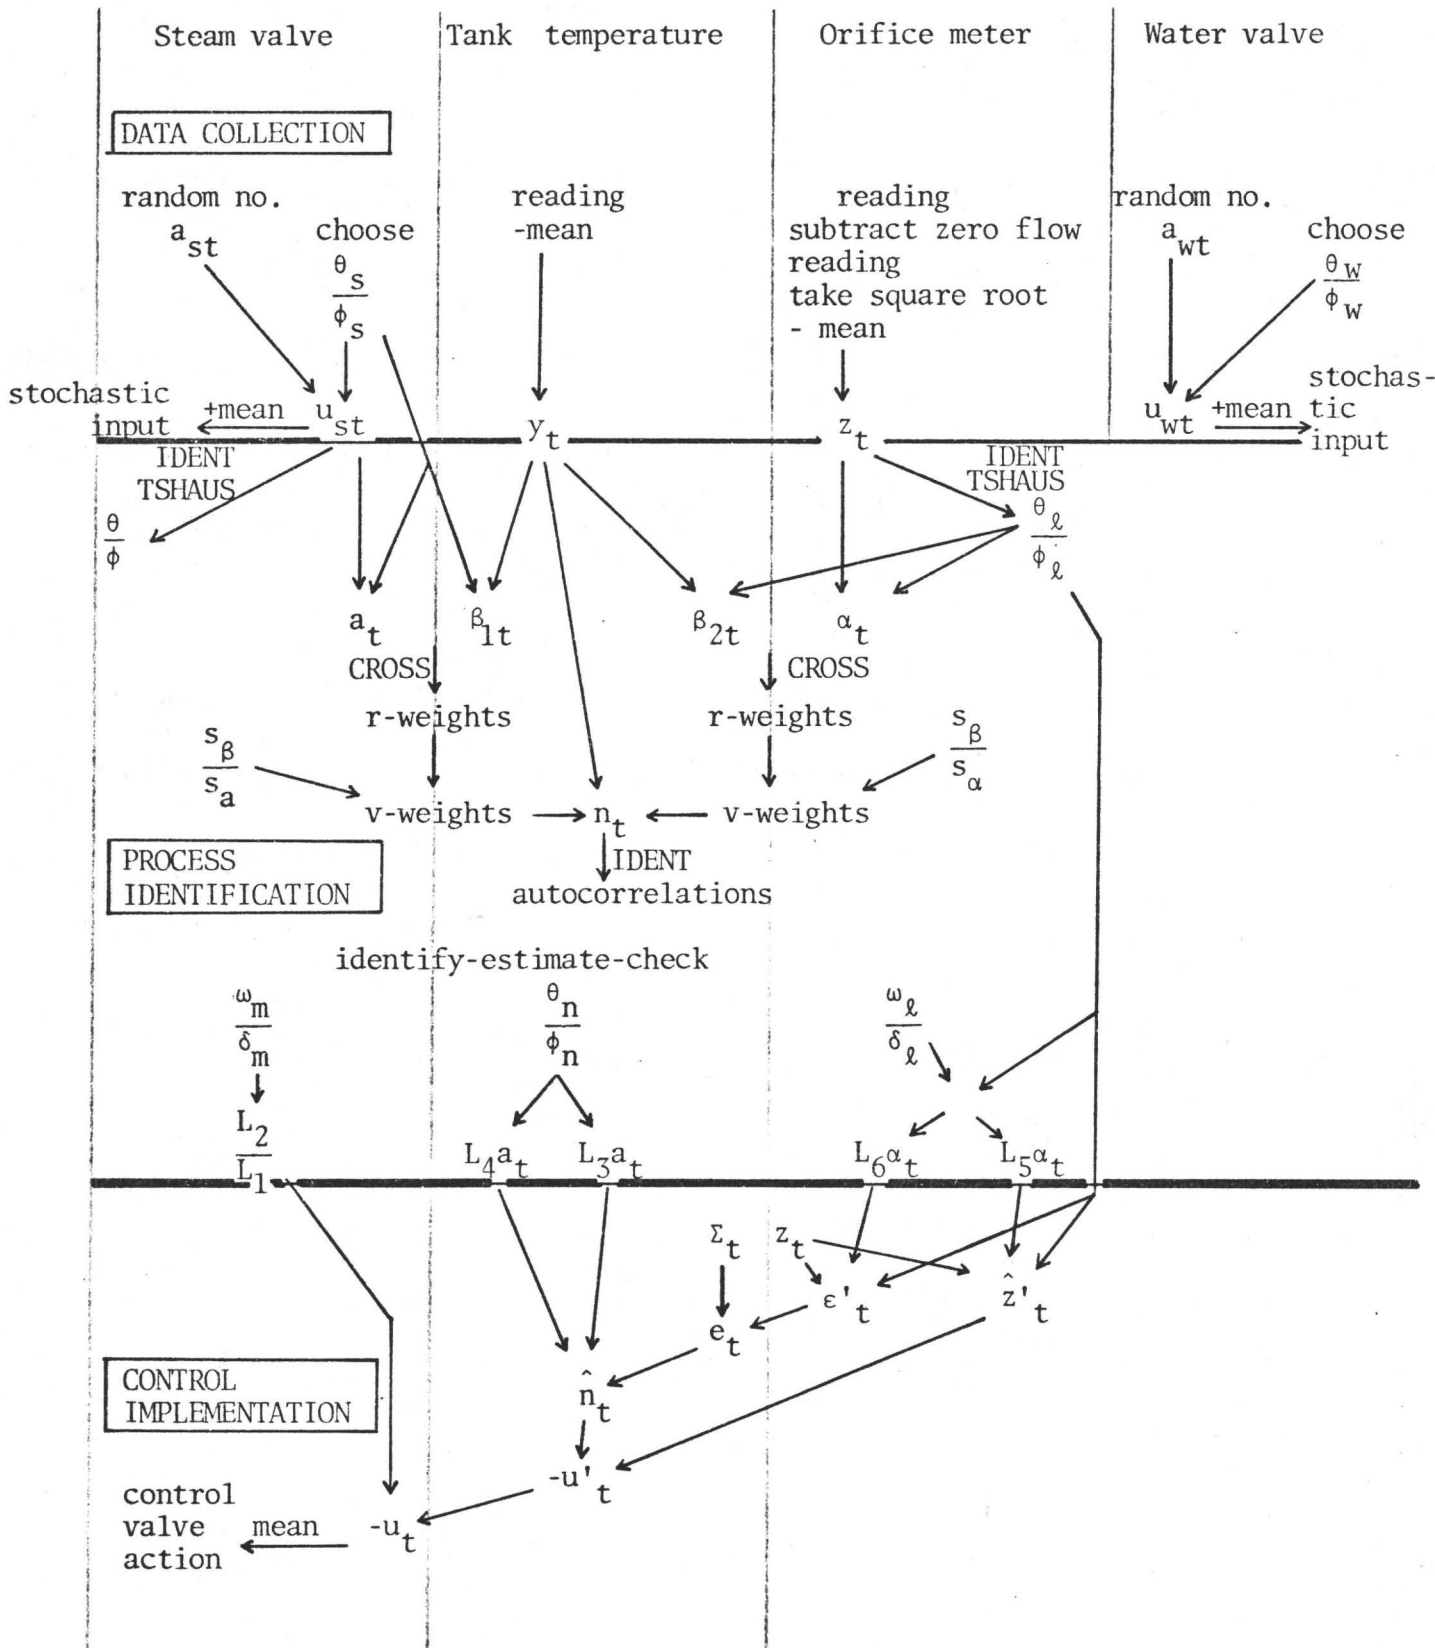 Steam valve Tank temperature Orifice meter Water valve
DATA COLLECTION
random no. reading reading random no.
a_st choose -mean subtract zero flow a_wt choose
θ_s reading θ_w
φ_s take square root φ_w
- mean
stochastic stochas-
input +mean u_st y_t z_t u_wt +mean tic
input
IDENT IDENT
TSHAUS TSHAUS
θ θ_ℓ
φ φ_ℓ
a_t β_1t β_2t α_t
CROSS CROSS
r-weights r-weights
s_β s_β
s_a s_α
v-weights n_t v-weights
PROCESS IDENT
IDENTIFICATION autocorrelations
identify-estimate-check
ω_m θ_n ω_ℓ
δ_m φ_n δ_ℓ
L_2
L_1 L_4a_t L_3a_t L_6α_t L_5α_t
Σ_t z_t
ε'_t ẑ'_t
e_t
CONTROL n̂_t
IMPLEMENTATION
-u'_t
control
valve mean -u_t
action